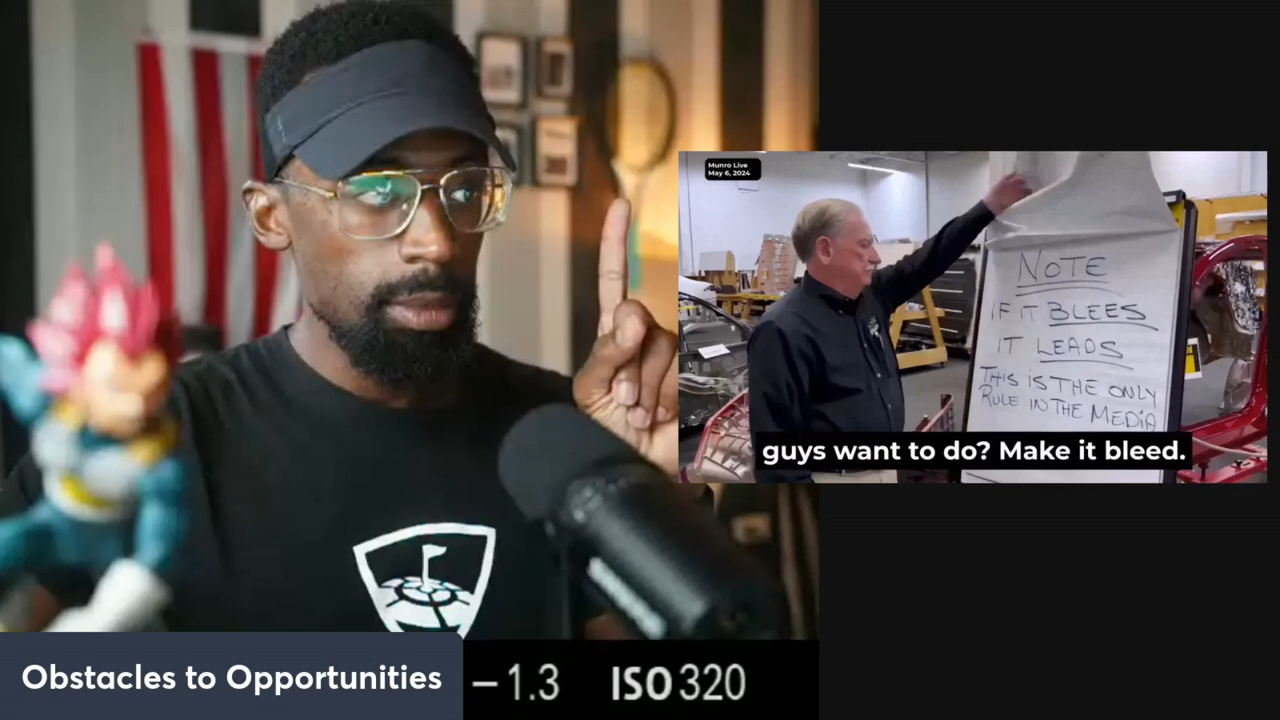 Munro Live
May 6, 2024
NOTE
IF IT BLEES
IT LEADS
THIS IS THE ONLY
RULE IN THE MEDIA
guys want to do? Make it bleed.
Obstacles to Opportunities
– 1.3 ISO 320